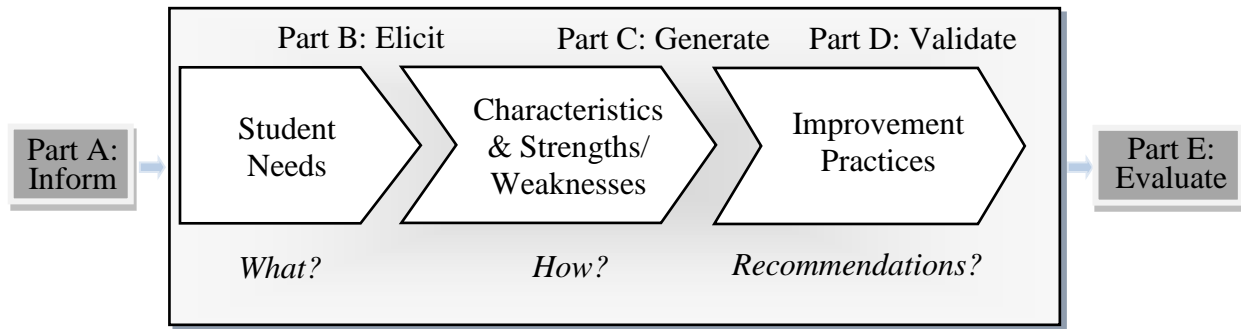 Part B: Elicit
Part C: Generate
Part D: Validate
Part A:
Inform
Student
Needs
Characteristics
& Strengths/
Weaknesses
Improvement
Practices
Part E:
Evaluate
What?
How?
Recommendations?